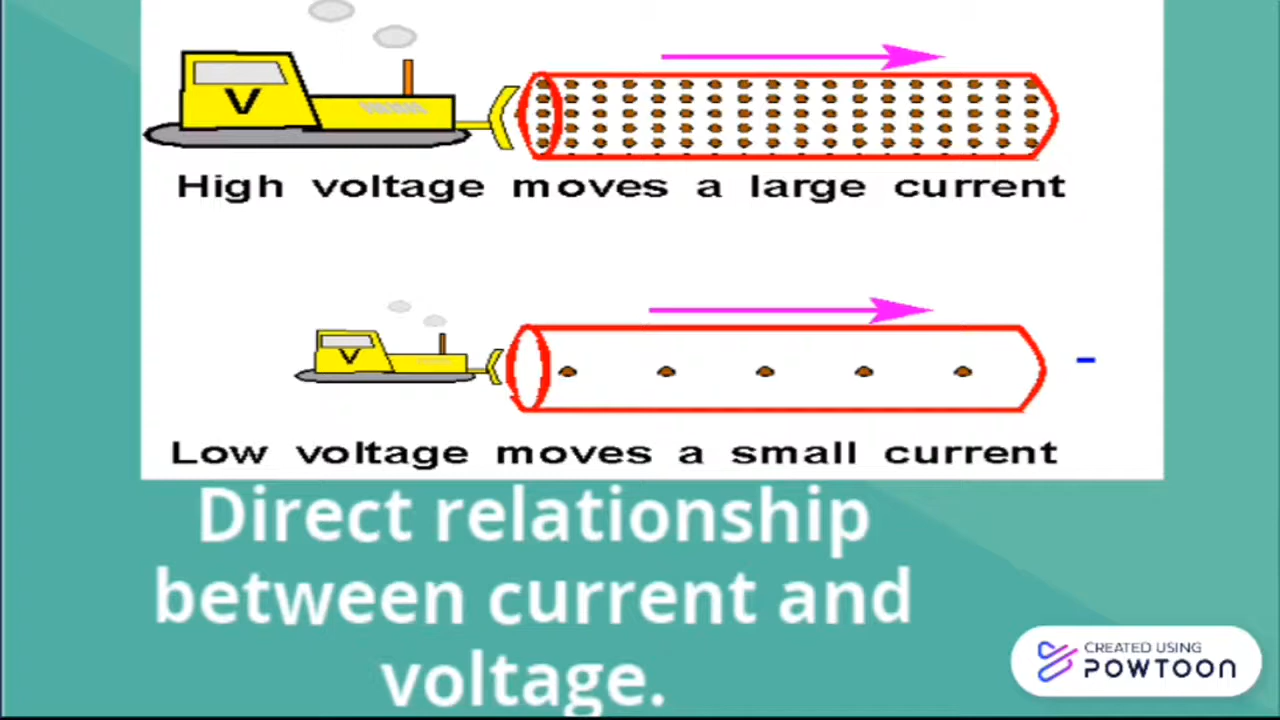 V
High voltage moves a large current
V
Low voltage moves a small current
Direct relationship
between current and
voltage.
CREATED USING
POWTOON